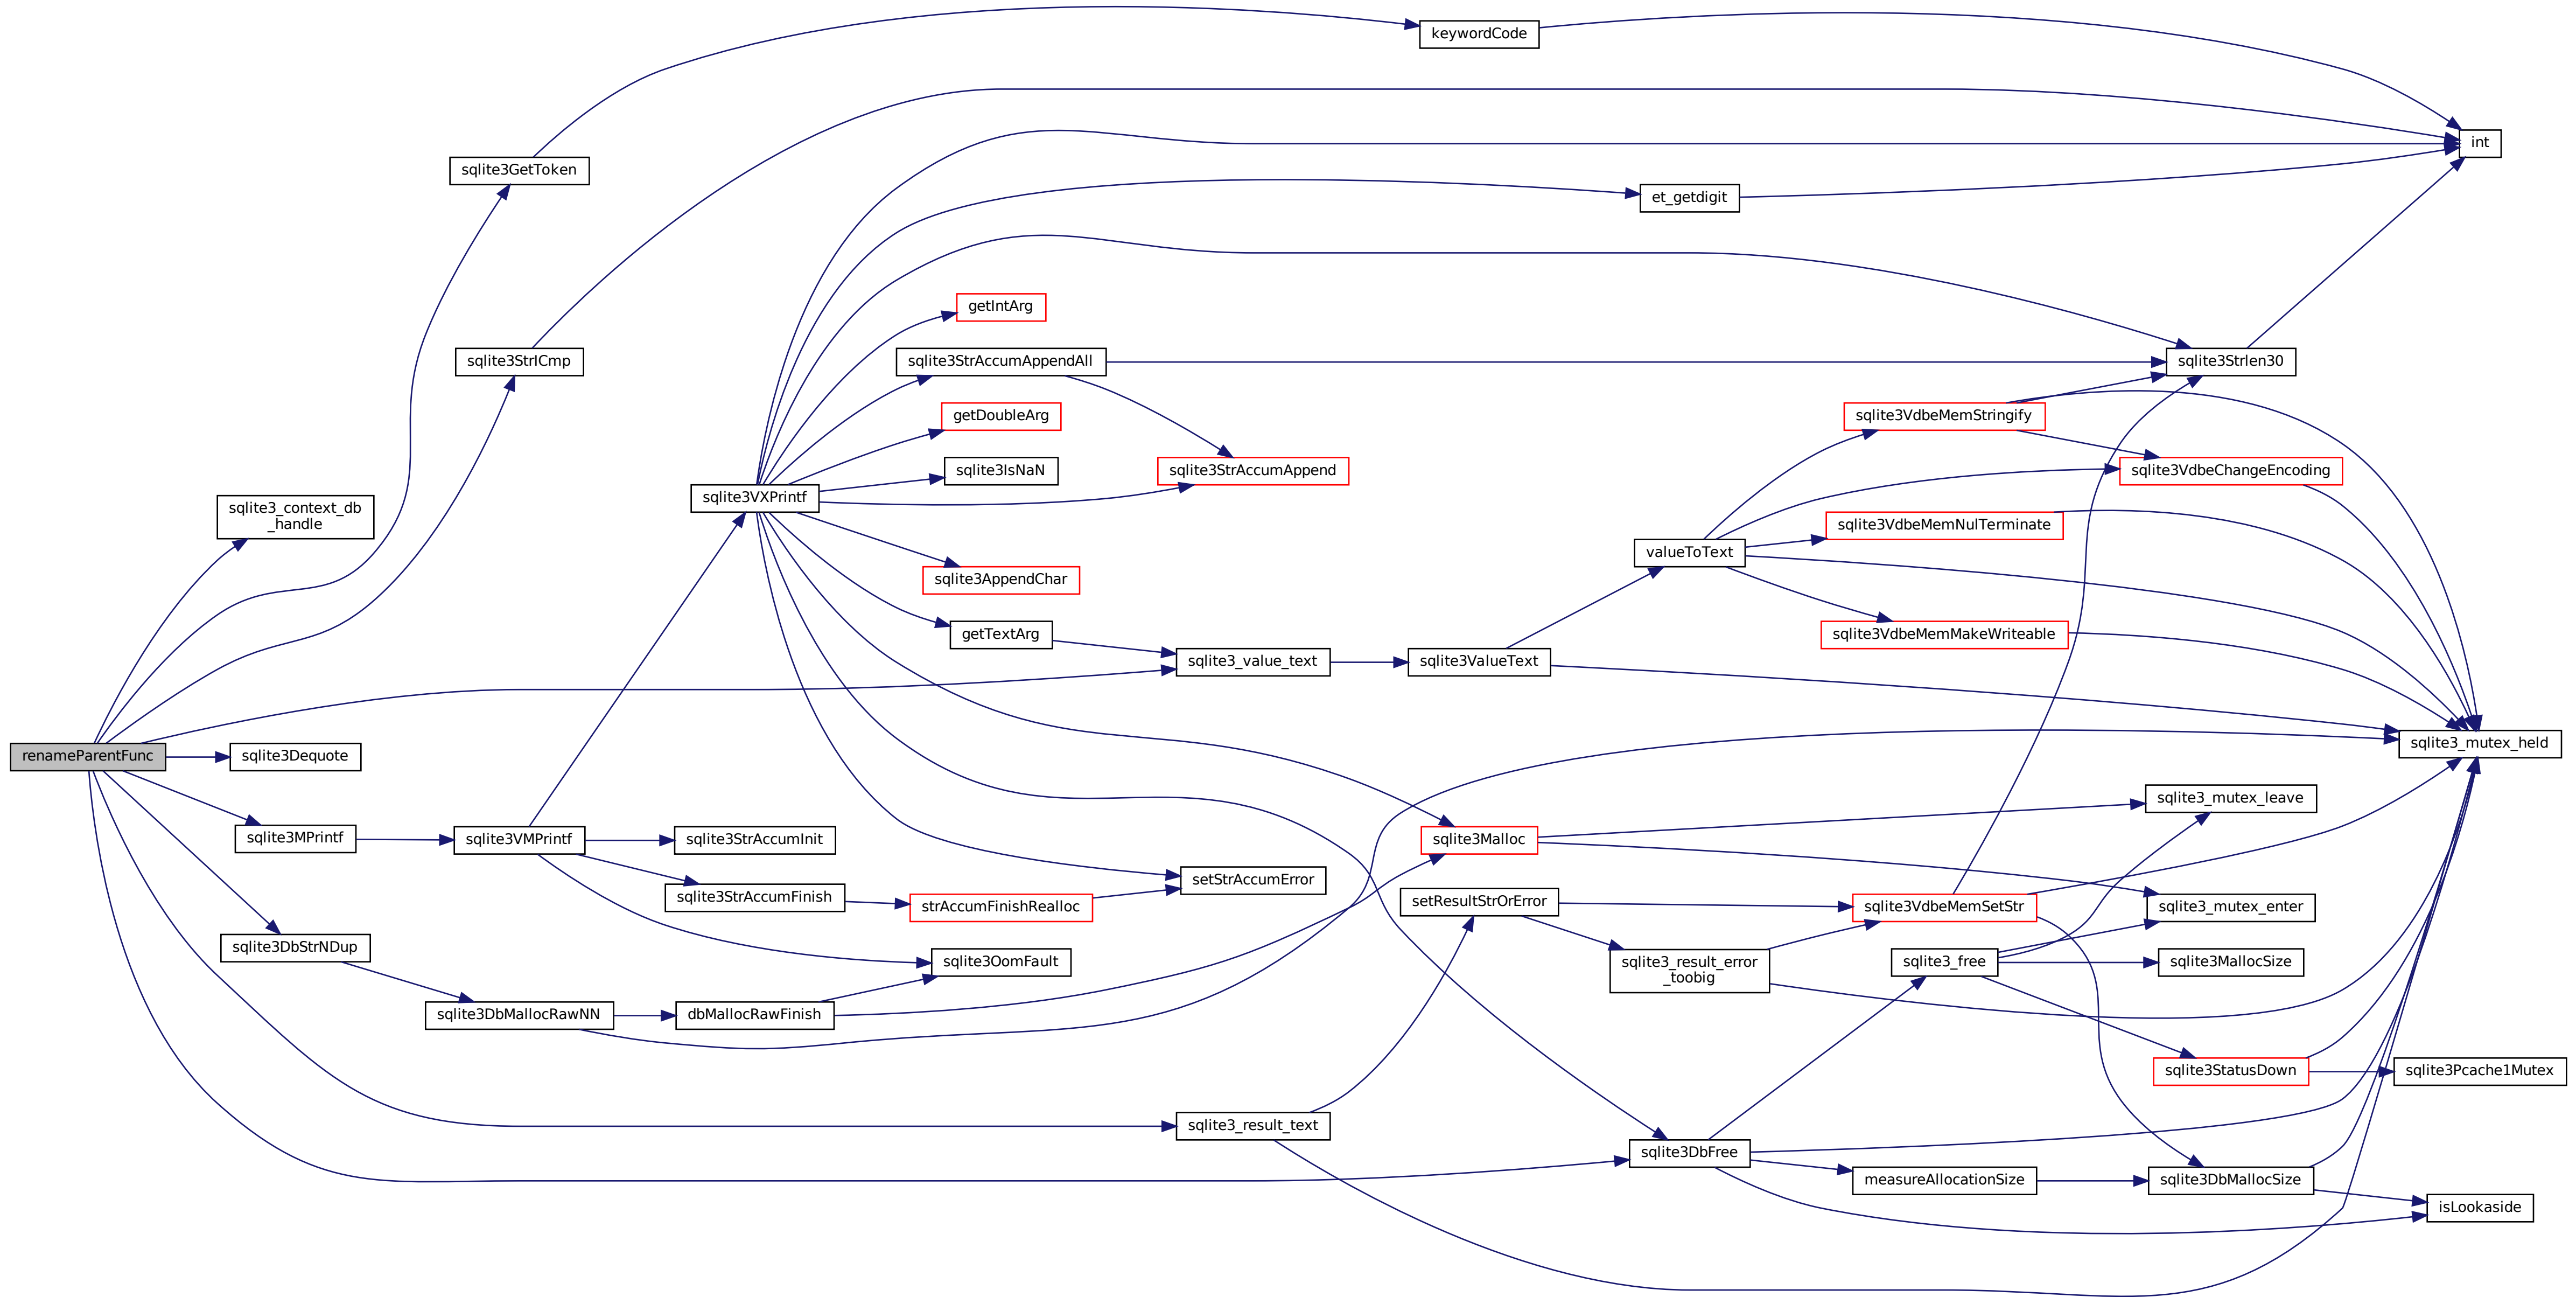 keywordCode
int
sqlite3GetToken
et_getdigit
getIntArg
sqlite3StrICmp
sqlite3StrAccumAppendAll
sqlite3Strlen30
getDoubleArg
sqlite3VdbeMemStringify
sqlite3IsNaN
sqlite3StrAccumAppend
sqlite3VdbeChangeEncoding
sqlite3VXPrintf
sqlite3_context_db
_handle
sqlite3VdbeMemNulTerminate
valueToText
sqlite3AppendChar
getTextArg
sqlite3VdbeMemMakeWriteable
sqlite3_value_text
sqlite3ValueText
sqlite3_mutex_held
renameParentFunc
sqlite3Dequote
sqlite3_mutex_leave
sqlite3MPrintf
sqlite3VMPrintf
sqlite3StrAccumInit
sqlite3Malloc
setStrAccumError
sqlite3StrAccumFinish
strAccumFinishRealloc
setResultStrOrError
sqlite3VdbeMemSetStr
sqlite3_mutex_enter
sqlite3DbStrNDup
sqlite3OomFault
sqlite3_result_error
_toobig
sqlite3_free
sqlite3MallocSize
sqlite3DbMallocRawNN
dbMallocRawFinish
sqlite3StatusDown
sqlite3Pcache1Mutex
sqlite3_result_text
sqlite3DbFree
measureAllocationSize
sqlite3DbMallocSize
isLookaside